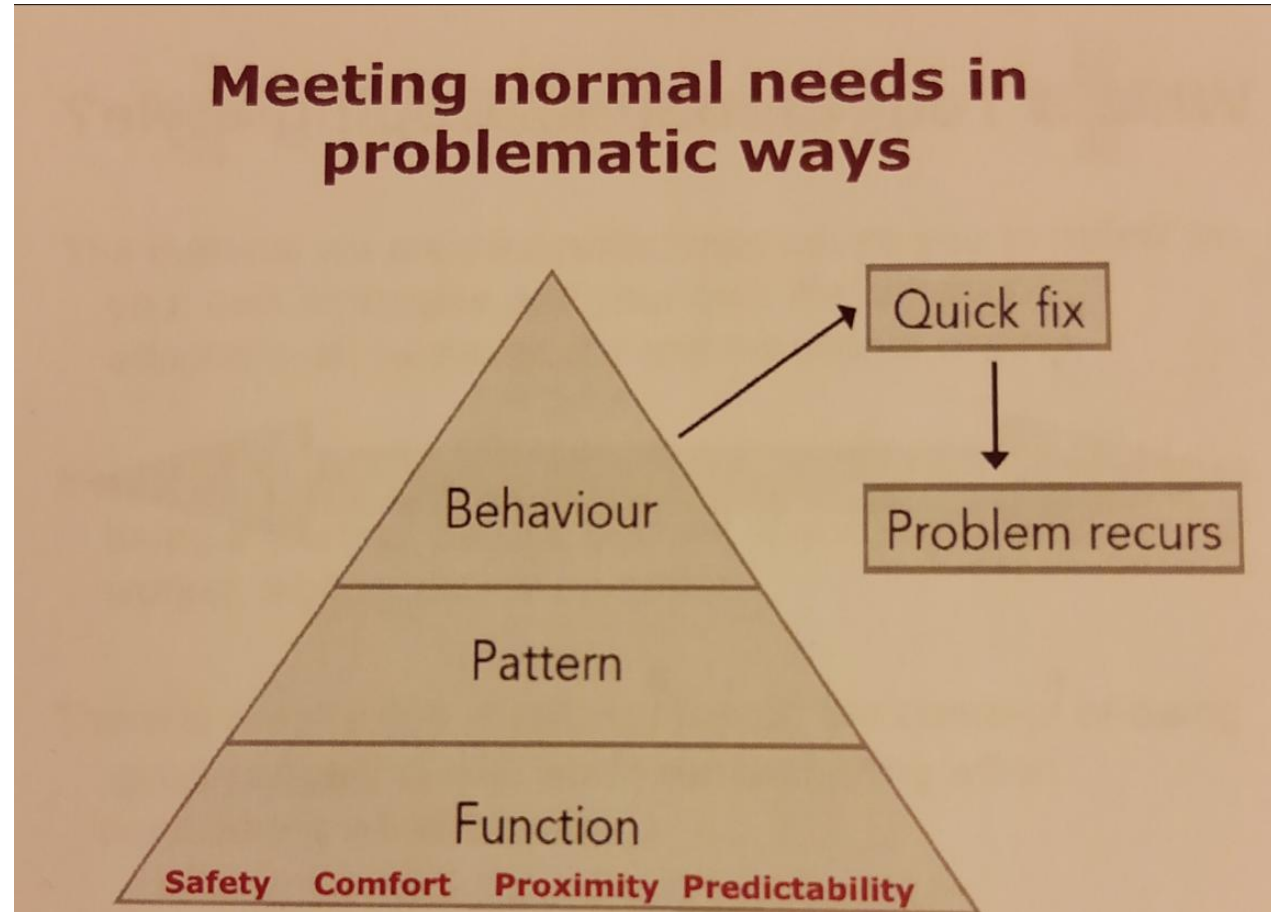 Meeting normal needs in
problematic ways
Quick fix
Behaviour
Problem recurs
Pattern
Function
Safety Comfort Proximity Predictability